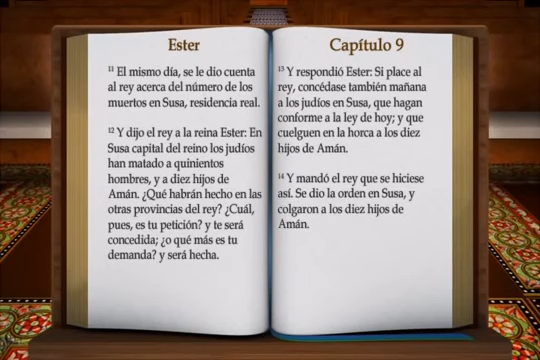 Ester
¹¹ El mismo día, se le dio cuenta
al rey acerca del número de los
muertos en Susa, residencia real.
¹² Y dijo el rey a la reina Ester: En
Susa capital del reino los judíos
han matado a quinientos
hombres, y a diez hijos de
Amán. ¿Qué habrán hecho en las
otras provincias del rey? ¿Cuál,
pues, es tu petición? y te será
concedida; ¿o qué más es tu
demanda? y será hecha.
Capítulo 9
¹³ Y respondió Ester: Si place al
rey, concédase también mañana
a los judíos en Susa, que hagan
conforme a la ley de hoy; y que
cuelguen en la horca a los diez
hijos de Amán.
¹⁴ Y mandó el rey que se hiciese
así. Se dio la orden en Susa, y
colgaron a los diez hijos de
Amán.